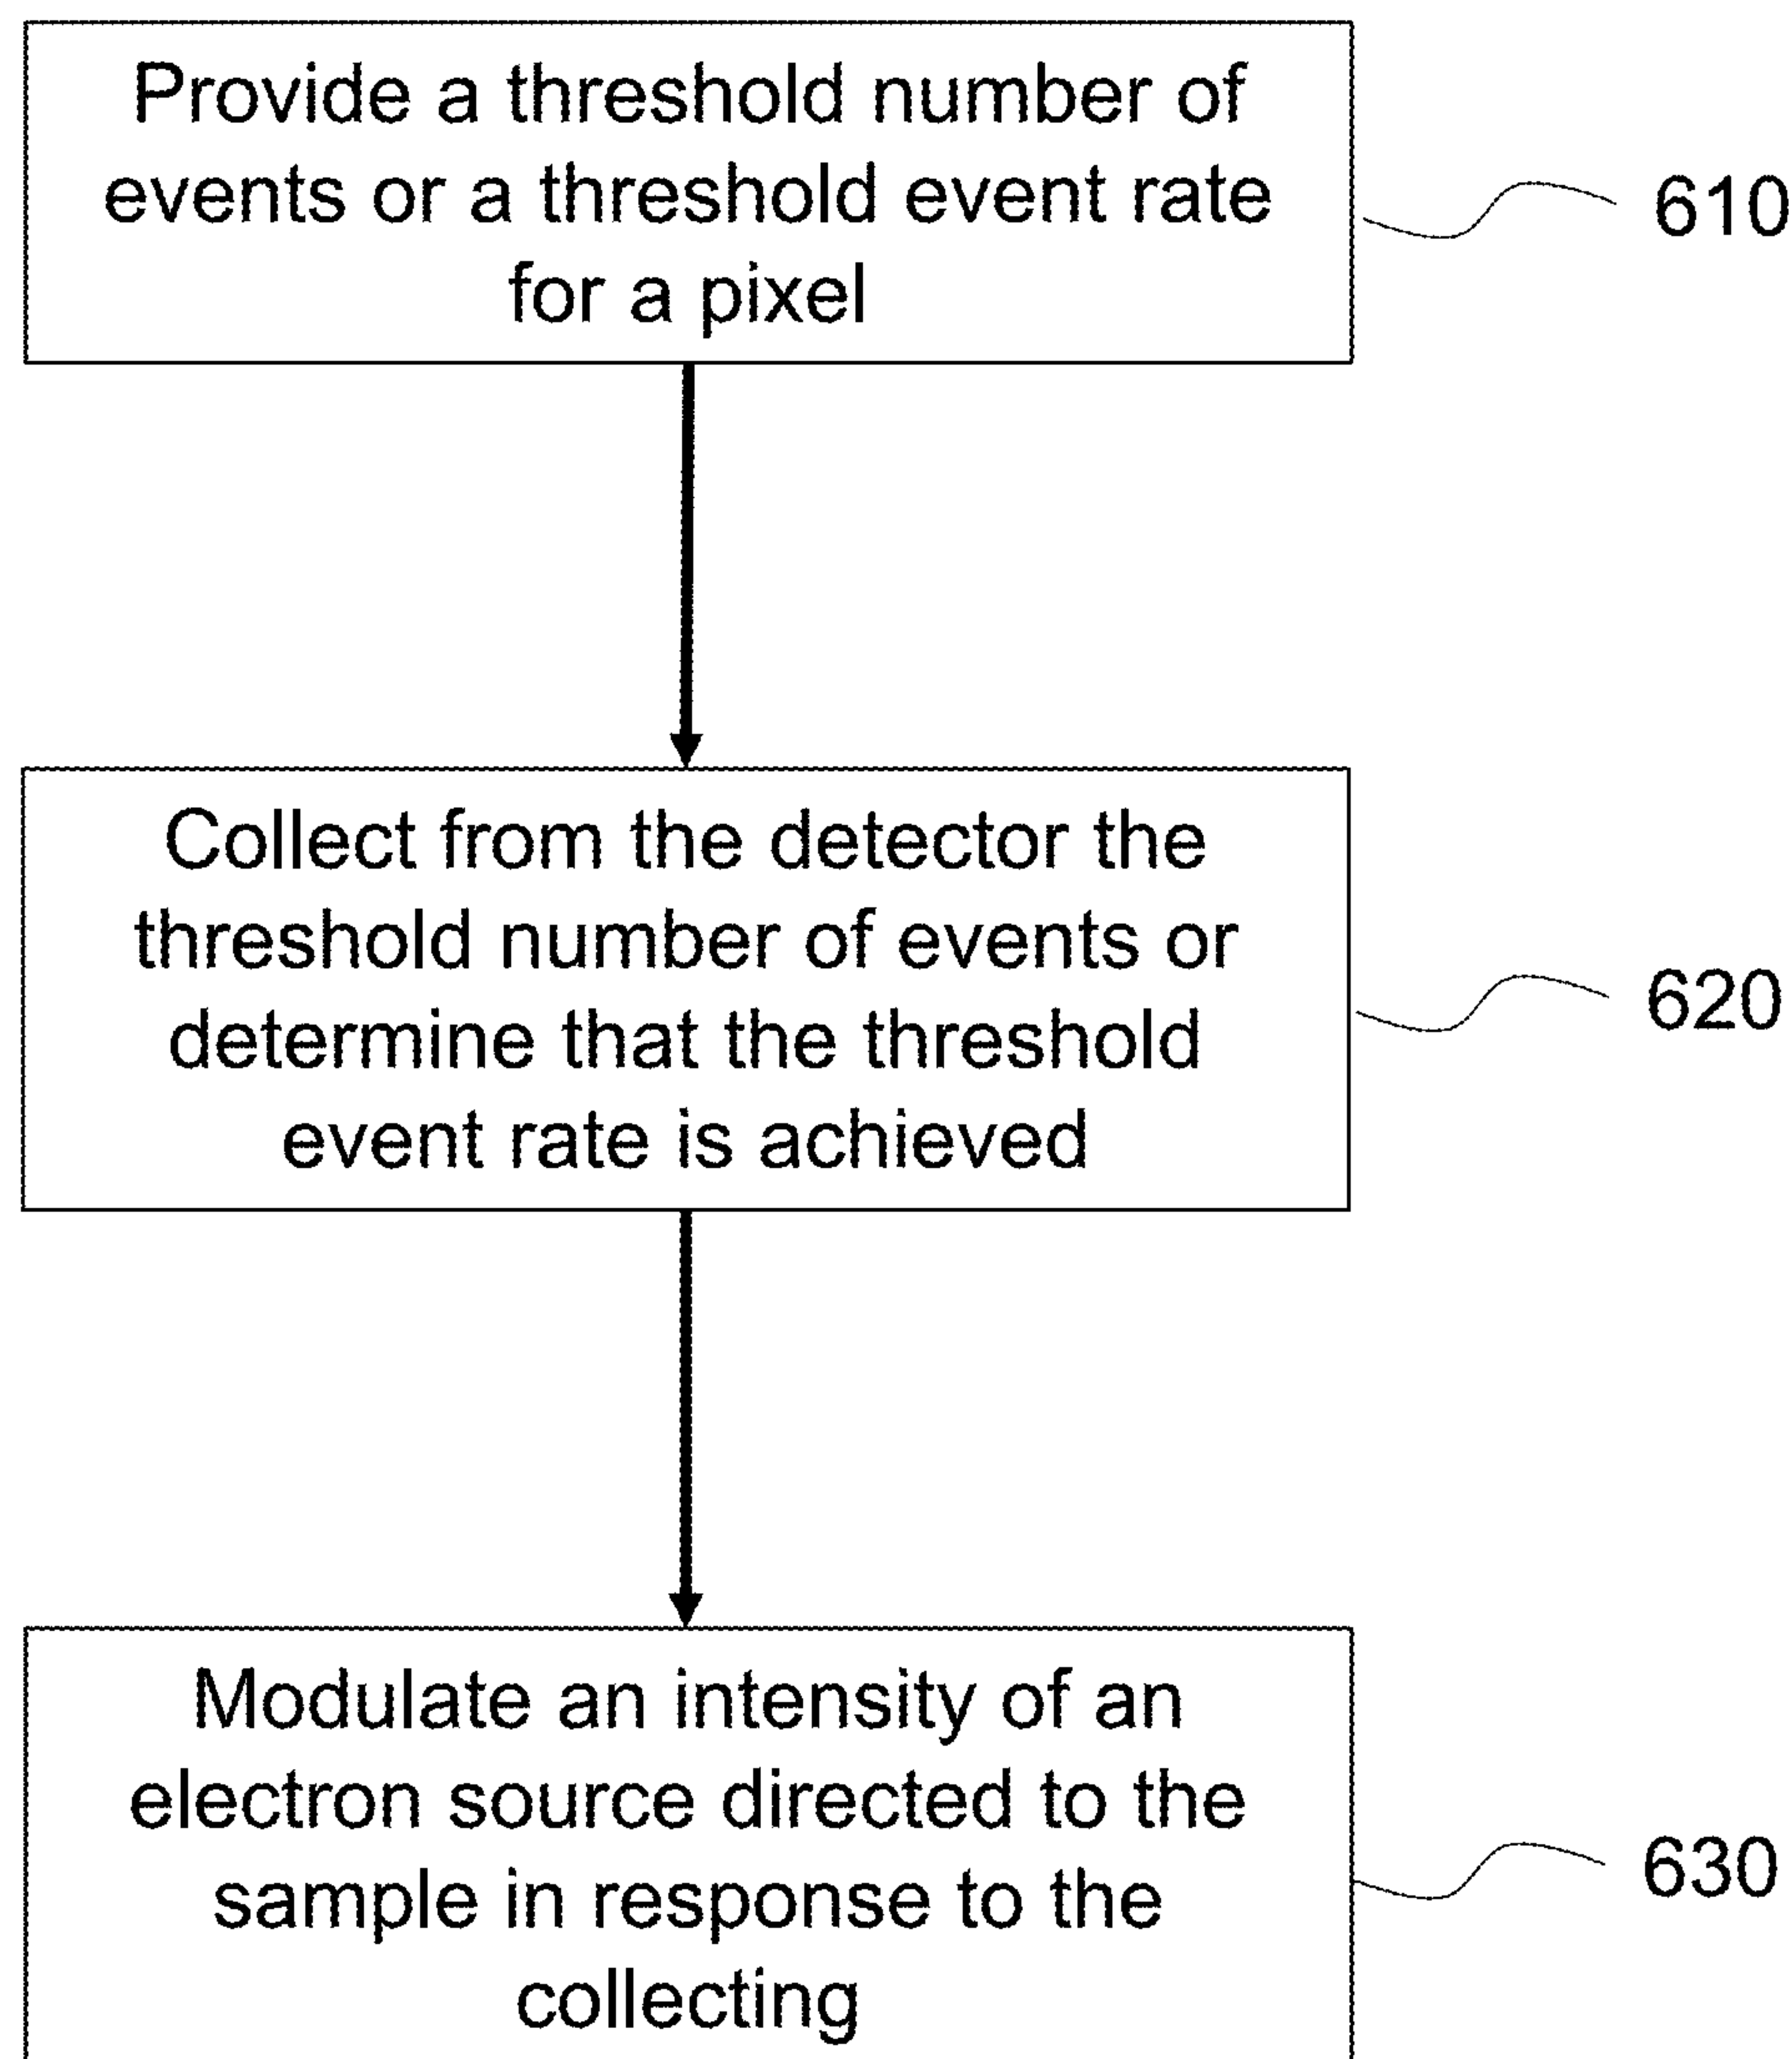 Provide a threshold number of
events or a threshold event rate
for a pixel
610
Collect from the detector the
threshold number of events or
determine that the threshold
event rate is achieved
620
Modulate an intensity of an
electron source directed to the
sample in response to the
collecting
630